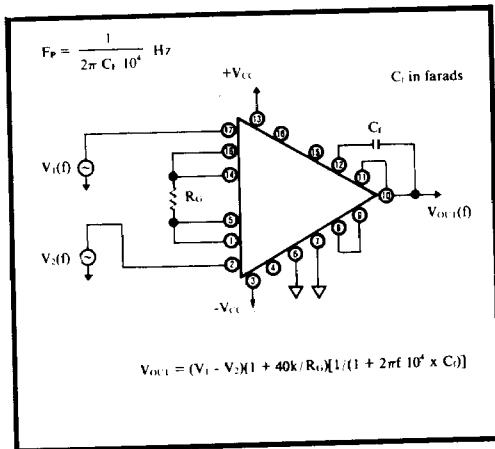 F_P = 1 / (2π C_f 10^4) Hz
+V_CC
C_f in farads
13
16
15
12
C_f
11
17
V_1(f)
14
R_G
10
V_OUT(f)
9
8
5
1
7
V_2(f)
6
2
4
3
-V_CC
V_OUT = (V_1 - V_2)[1 + 40k/R_G][1/(1 + 2πf 10^4 x C_f)]